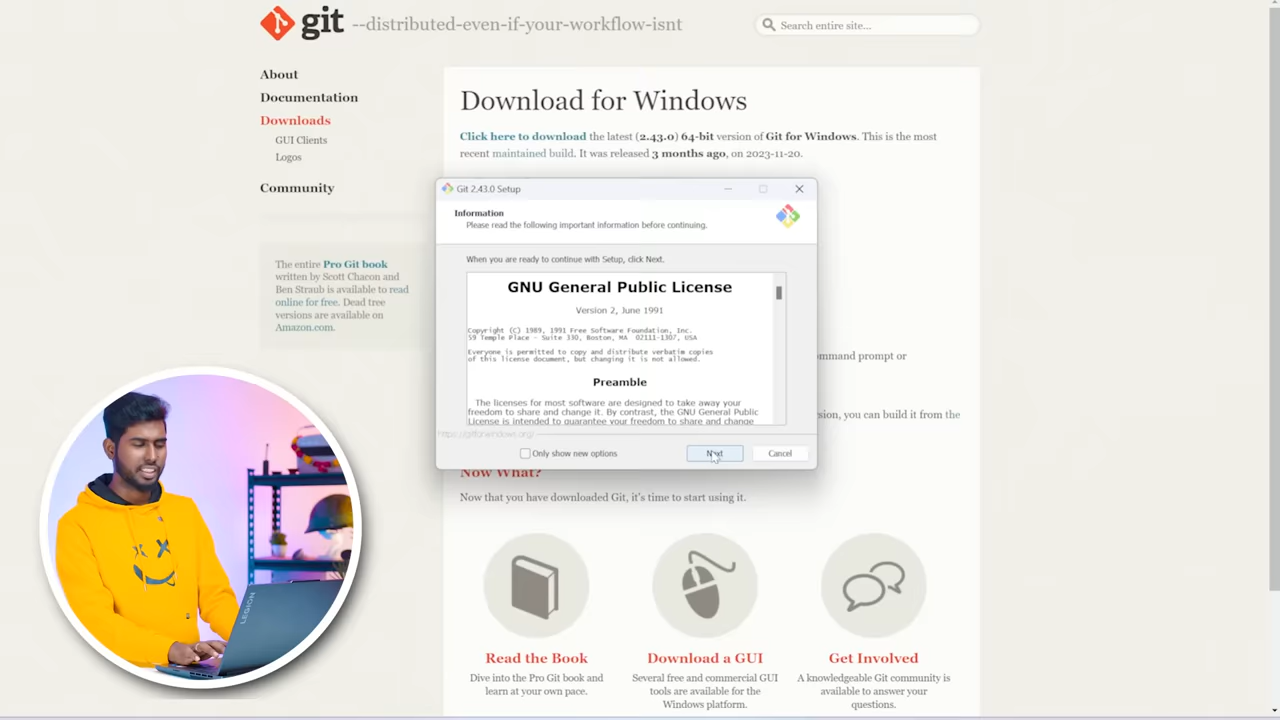 git --distributed-even-if-your-workflow-isnt
Search entire site...
About
Documentation
Downloads
GUI Clients
Logos
Community
The entire Pro Git book
written by Scott Chacon and
Ben Straub is available to read
online for free. Dead tree
versions are available on
Amazon.com.
Download for Windows
Click here to download the latest (2.43.0) 64-bit version of Git for Windows. This is the most
recent maintained build. It was released 3 months ago, on 2023-11-20.
Git 2.43.0 Setup
Information
Please read the following important information before continuing.
When you are ready to continue with Setup, click Next.
GNU General Public License
Version 2, June 1991
Copyright (C) 1989, 1991 Free Software Foundation, Inc.
59 Temple Place - Suite 330, Boston, MA 02111-1307, USA
Everyone is permitted to copy and distribute verbatim copies
of this license document, but changing it is not allowed.
Preamble
The licenses for most software are designed to take away your
freedom to share and change it. By contrast, the GNU General Public
License is intended to guarantee your freedom to share and change
https://gitforwindows.org/
Only show new options
Next
Cancel
ommand prompt or
rsion, you can build it from the
Now What?
Now that you have downloaded Git, it's time to start using it.
Read the Book
Dive into the Pro Git book and
learn at your own pace.
Download a GUI
Several free and commercial GUI
tools are available for the
Windows platform.
Get Involved
A knowledgeable Git community is
available to answer your
questions.
LEGION